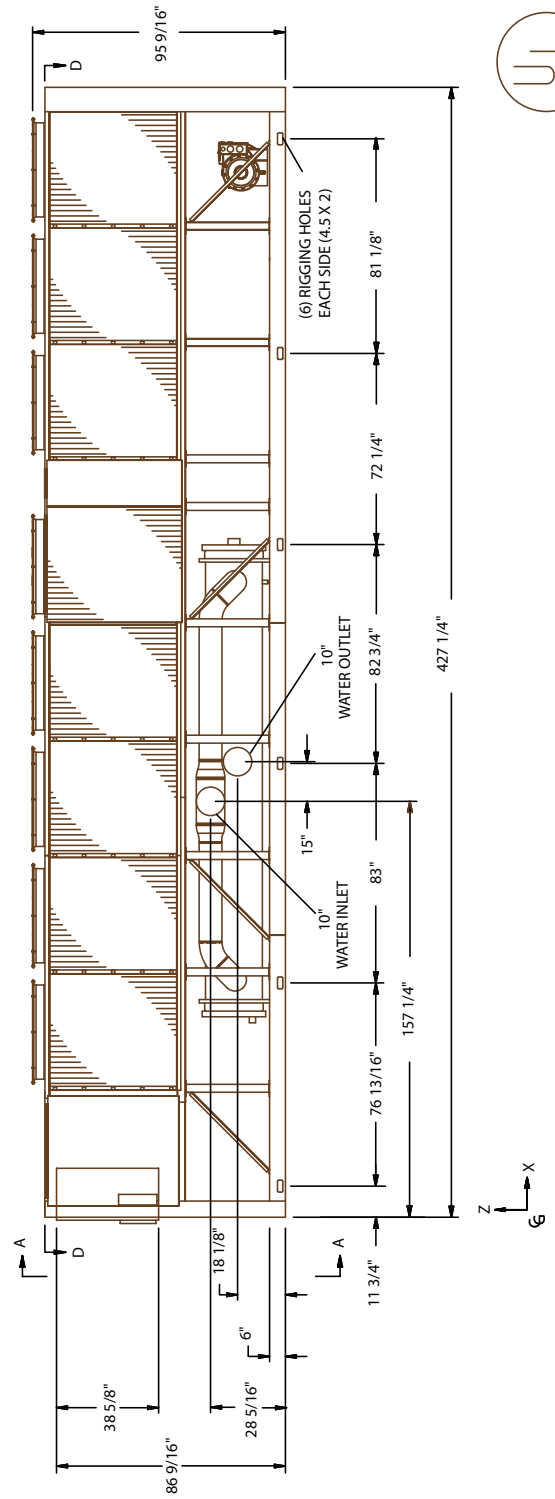 95 9/16"
D
(6) RIGGING HOLES
EACH SIDE (4.5 X 2)
81 1/8"
72 1/4"
82 3/4"
427 1/4"
10"
WATER OUTLET
15"
83"
10"
WATER INLET
157 1/4"
76 13/16"
11 3/4"
A
D
18 1/8"
A
6"
38 5/8"
28 5/16"
86 9/16"
Z
X
CG